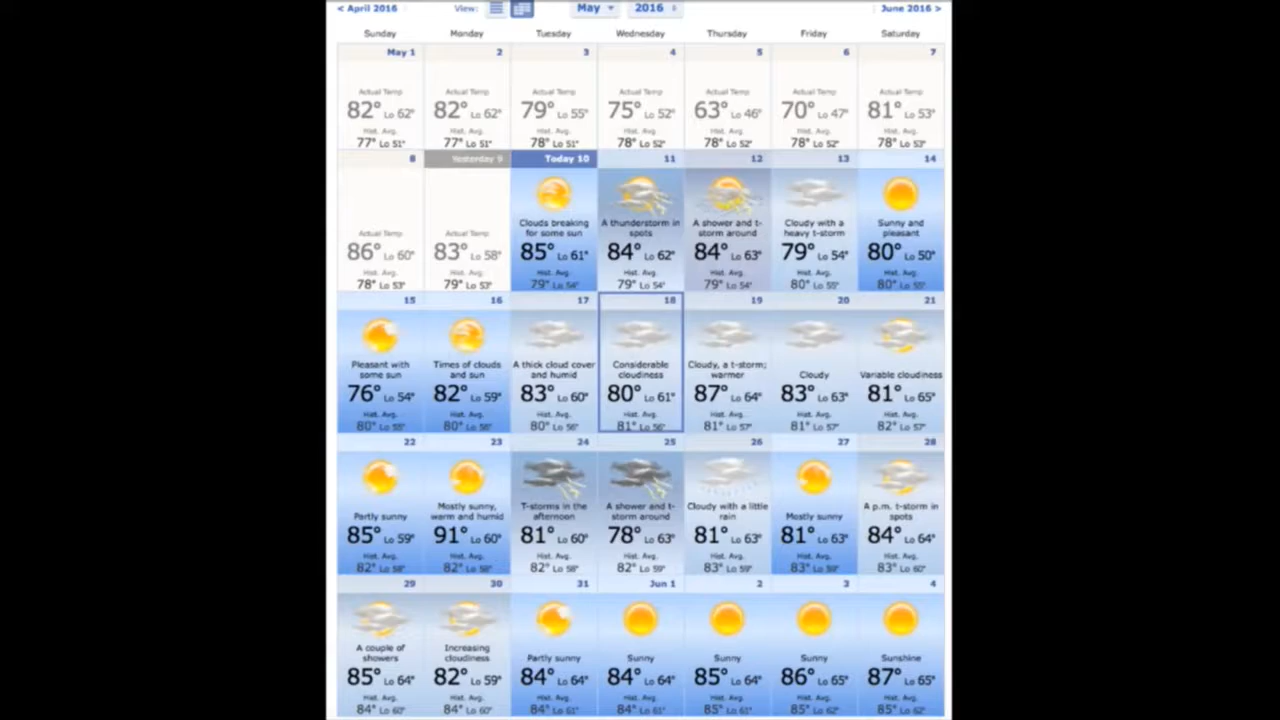 < April 2016 View: May 2016 June 2016 >
Sunday Monday Tuesday Wednesday Thursday Friday Saturday
May 1 2 3 4 5 6 7
Actual Temp Actual Temp Actual Temp Actual Temp Actual Temp Actual Temp Actual Temp
82° Lo 62° 82° Lo 62° 79° Lo 55° 75° Lo 52° 63° Lo 46° 70° Lo 47° 81° Lo 53°
Hist. Avg. Hist. Avg. Hist. Avg. Hist. Avg. Hist. Avg. Hist. Avg. Hist. Avg.
77° Lo 51° 77° Lo 51° 78° Lo 51° 78° Lo 52° 78° Lo 52° 78° Lo 52° 78° Lo 53°
8 Yesterday 9 Today 10 11 12 13 14
Clouds breaking A thunderstorm in A shower and t- Cloudy with a Sunny and
for some sun spots storm around heavy t-storm pleasant
Actual Temp Actual Temp
86° Lo 60° 83° Lo 58° 85° Lo 61° 84° Lo 62° 84° Lo 63° 79° Lo 54° 80° Lo 50°
Hist. Avg. Hist. Avg. Hist. Avg. Hist. Avg. Hist. Avg. Hist. Avg. Hist. Avg.
78° Lo 53° 79° Lo 53° 79° Lo 54° 79° Lo 54° 79° Lo 54° 80° Lo 55° 80° Lo 55°
15 16 17 18 19 20 21
Pleasant with Times of clouds A thick cloud cover Considerable Cloudy, a t-storm;
some sun and sun and humid cloudiness warmer Cloudy Variable cloudiness
76° Lo 54° 82° Lo 59° 83° Lo 60° 80° Lo 61° 87° Lo 64° 83° Lo 63° 81° Lo 65°
Hist. Avg. Hist. Avg. Hist. Avg. Hist. Avg. Hist. Avg. Hist. Avg. Hist. Avg.
80° Lo 55° 80° Lo 56° 80° Lo 56° 81° Lo 56° 81° Lo 57° 81° Lo 57° 82° Lo 57°
22 23 24 25 26 27 28
Mostly sunny, T-storms in the A shower and t- Cloudy with a little A p.m. t-storm in
Partly sunny warm and humid afternoon storm around rain Mostly sunny spots
85° Lo 59° 91° Lo 60° 81° Lo 60° 78° Lo 63° 81° Lo 63° 81° Lo 63° 84° Lo 64°
Hist. Avg. Hist. Avg. Hist. Avg. Hist. Avg. Hist. Avg. Hist. Avg. Hist. Avg.
82° Lo 58° 82° Lo 58° 82° Lo 58° 82° Lo 59° 83° Lo 59° 83° Lo 59° 83° Lo 60°
29 30 31 Jun 1 2 3 4
A couple of Increasing
showers cloudiness Partly sunny Sunny Sunny Sunny Sunshine
85° Lo 64° 82° Lo 59° 84° Lo 64° 84° Lo 64° 85° Lo 64° 86° Lo 65° 87° Lo 65°
Hist. Avg. Hist. Avg. Hist. Avg. Hist. Avg. Hist. Avg. Hist. Avg. Hist. Avg.
84° Lo 60° 84° Lo 60° 84° Lo 61° 84° Lo 61° 85° Lo 61° 85° Lo 62° 85° Lo 62°